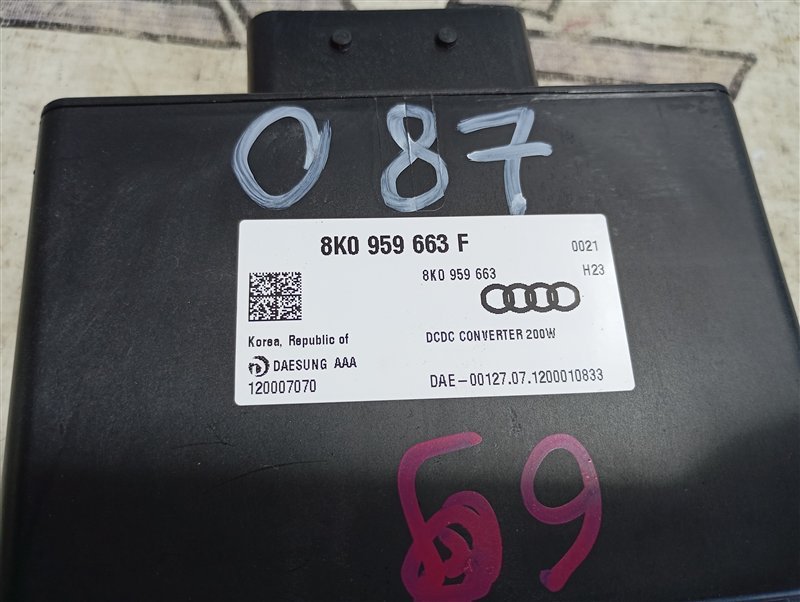 087
8K0 959 663 F
0021
8K0 959 663
H23
Korea, Republic of
DCDC CONVERTER 200W
DAESUNG AAA
120007070
DAE-00127.07.1200010833
69